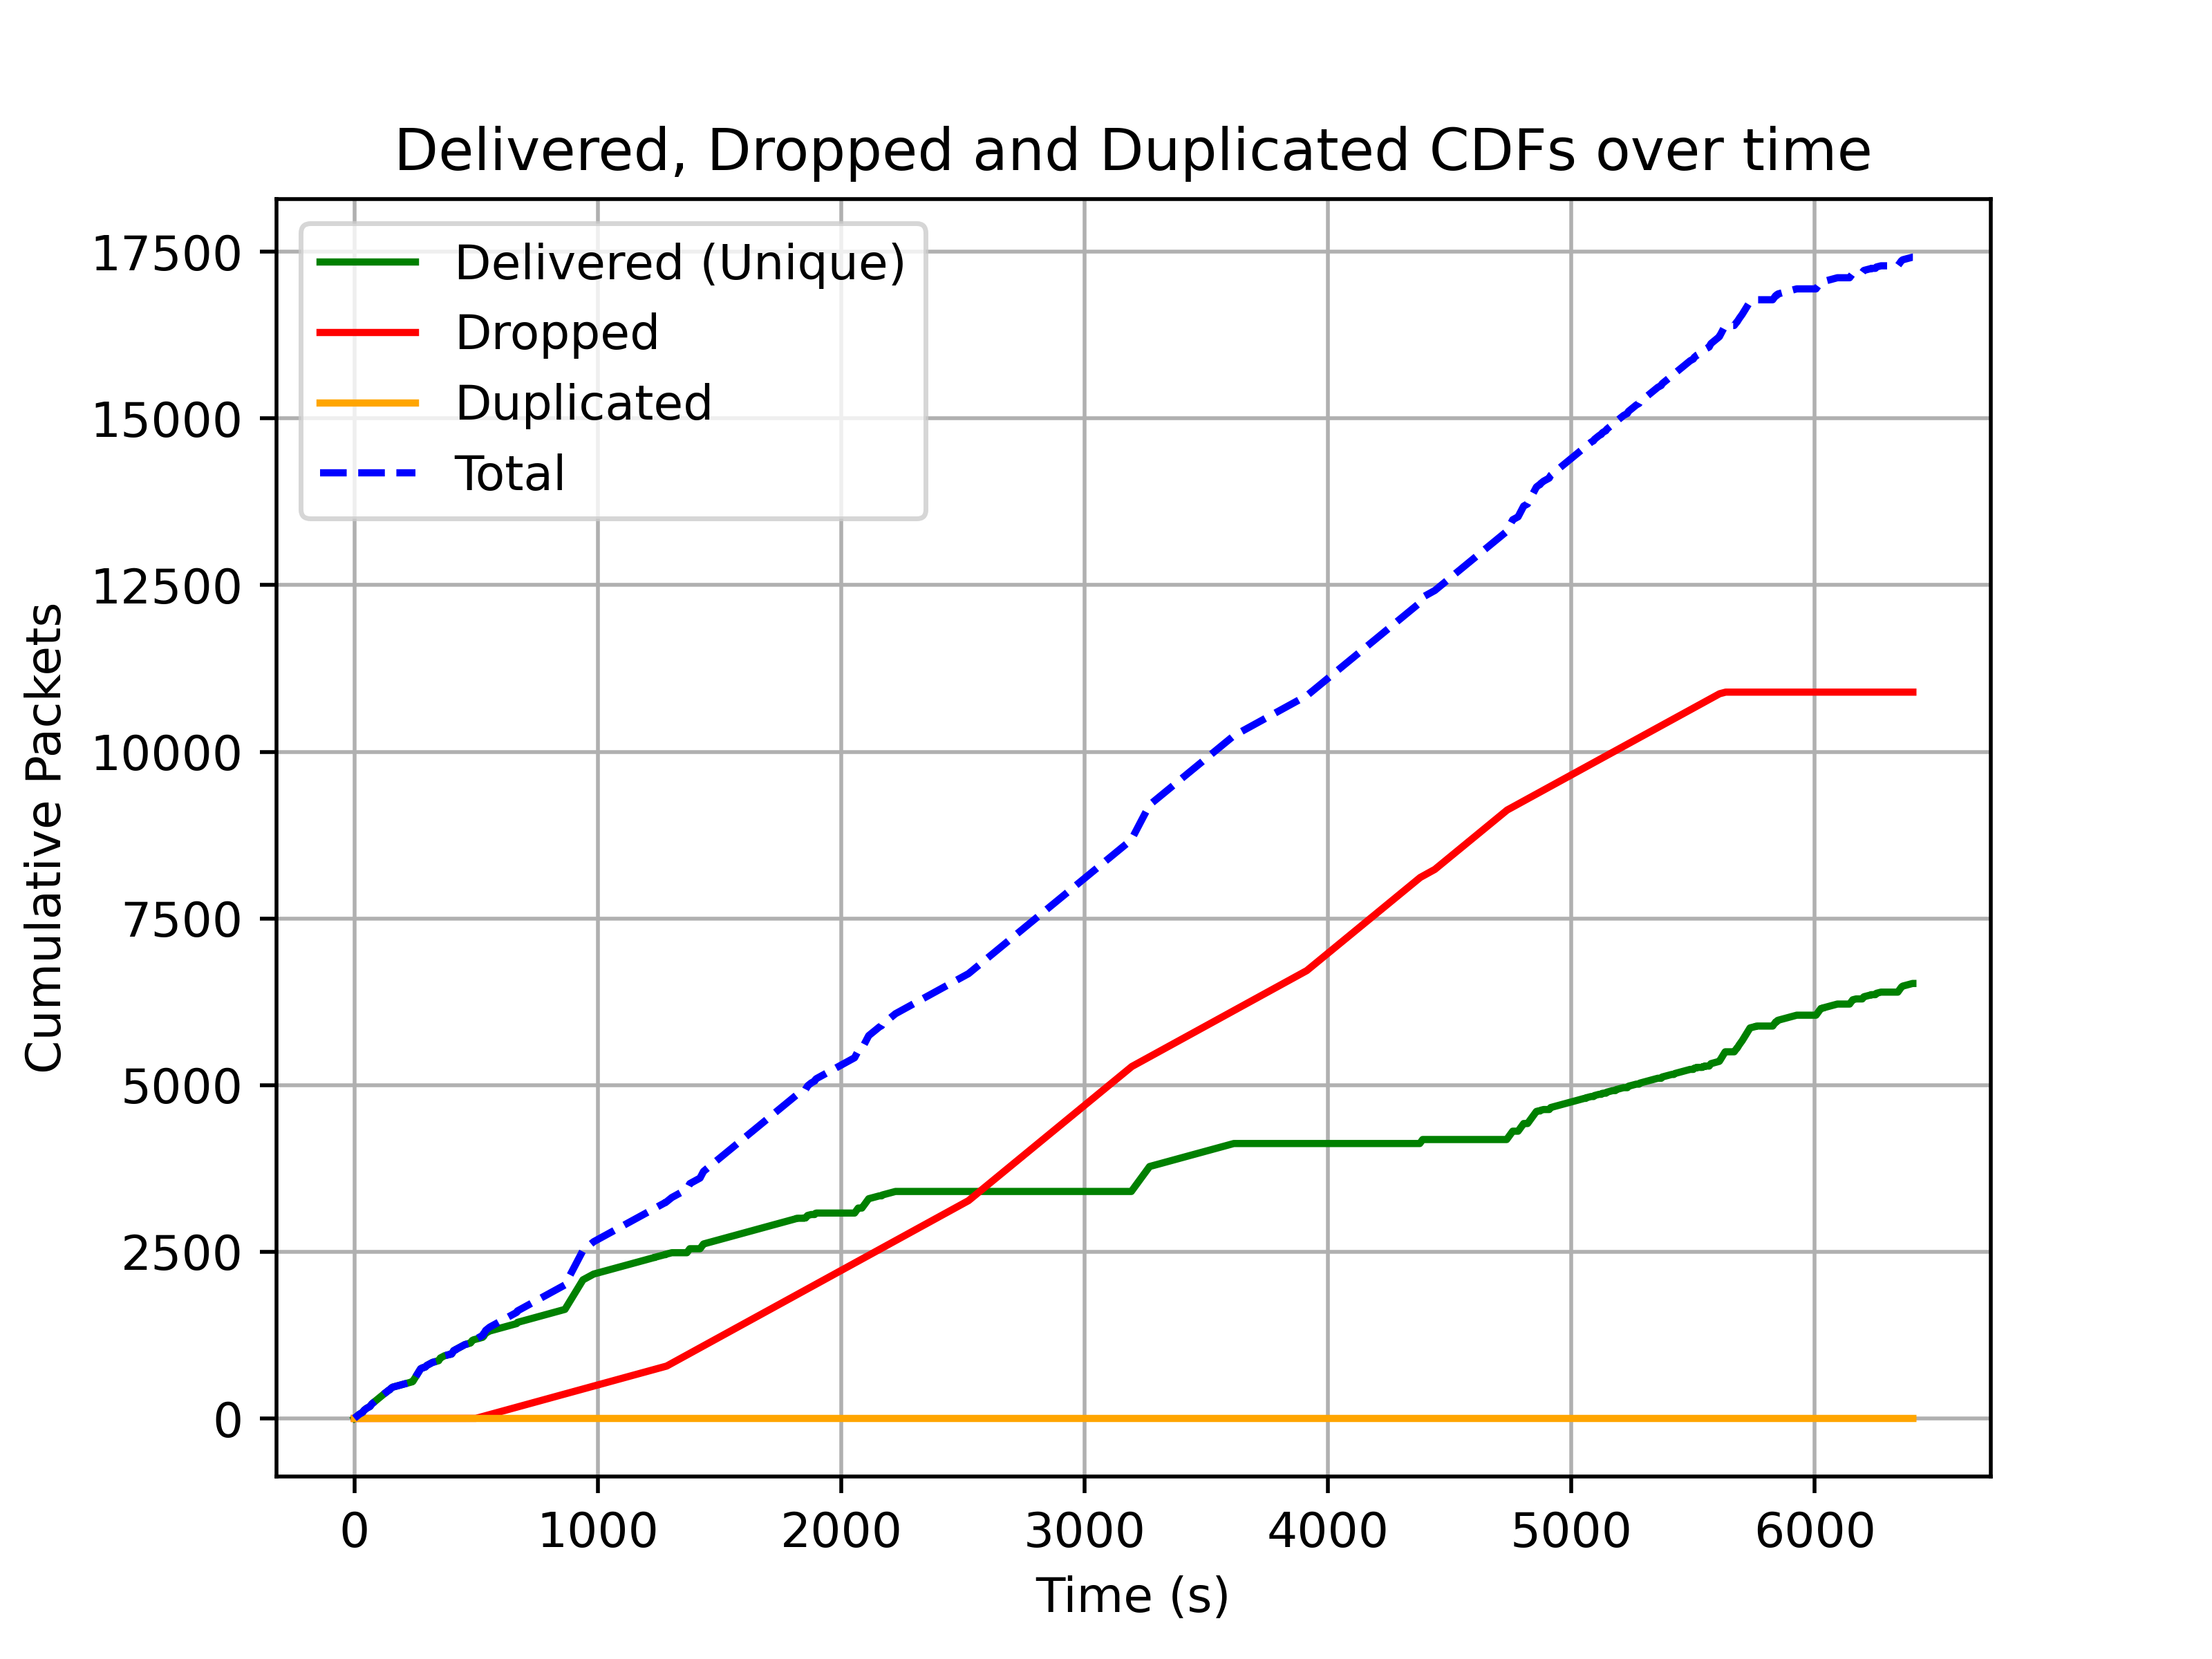 Delivered, Dropped and Duplicated CDFs over time
17500
15000
12500
10000
7500
5000
2500
0
Cumulative Packets
Delivered (Unique)
Dropped
Duplicated
Total
0 1000 2000 3000 4000 5000 6000
Time (s)